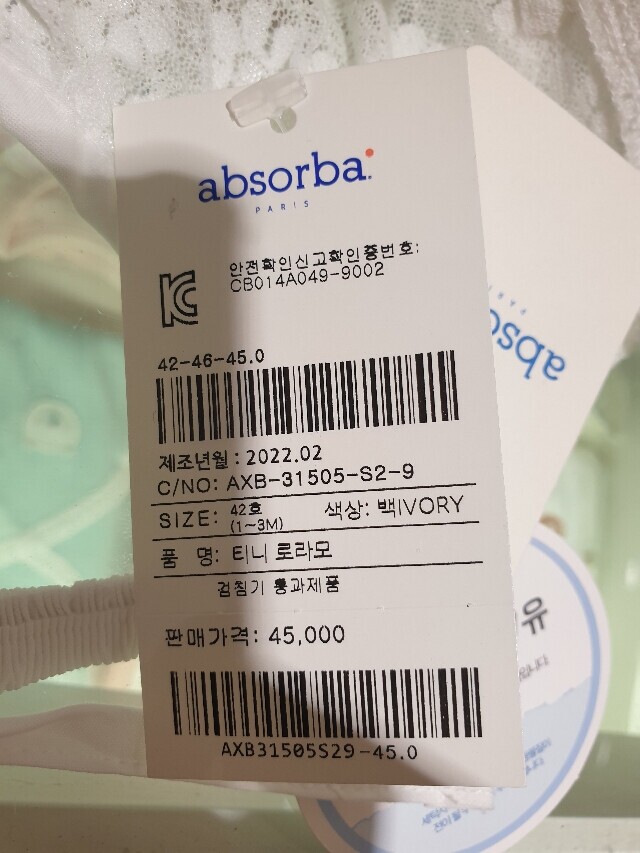 absorba.
PARIS
안전확인신고확인증번호:
CB014A049-9002
42-46-45.0
제조년월 : 2022.02
C/NO: AXB-31505-S2-9
SIZE: 42호 (1~3M) 색상: 백IVORY
품 명: 티니 로라모
검침기 통과제품
판매가격: 45,000
AXB31505S29-45.0
abso
유